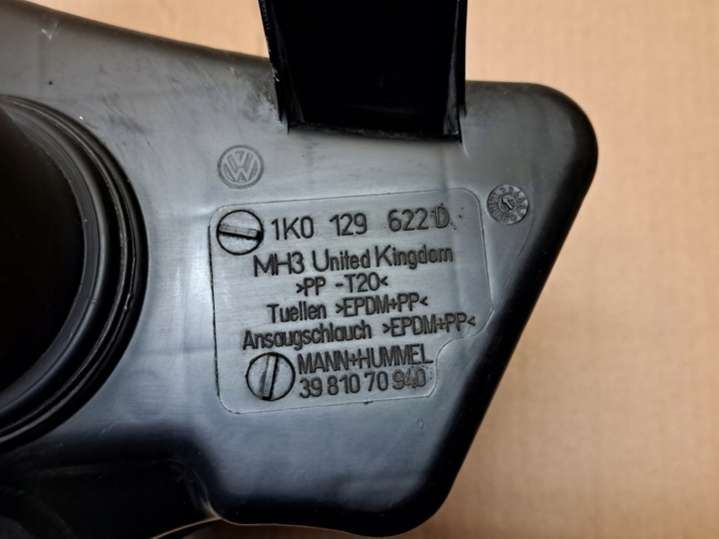 1K0 129 622 D
MH3 United Kingdom
>PP -T20<
Tuellen >EPDM+PP<
Ansaugschlauch >EPDM+PP<
MANN+HUMMEL
39 810 70 940